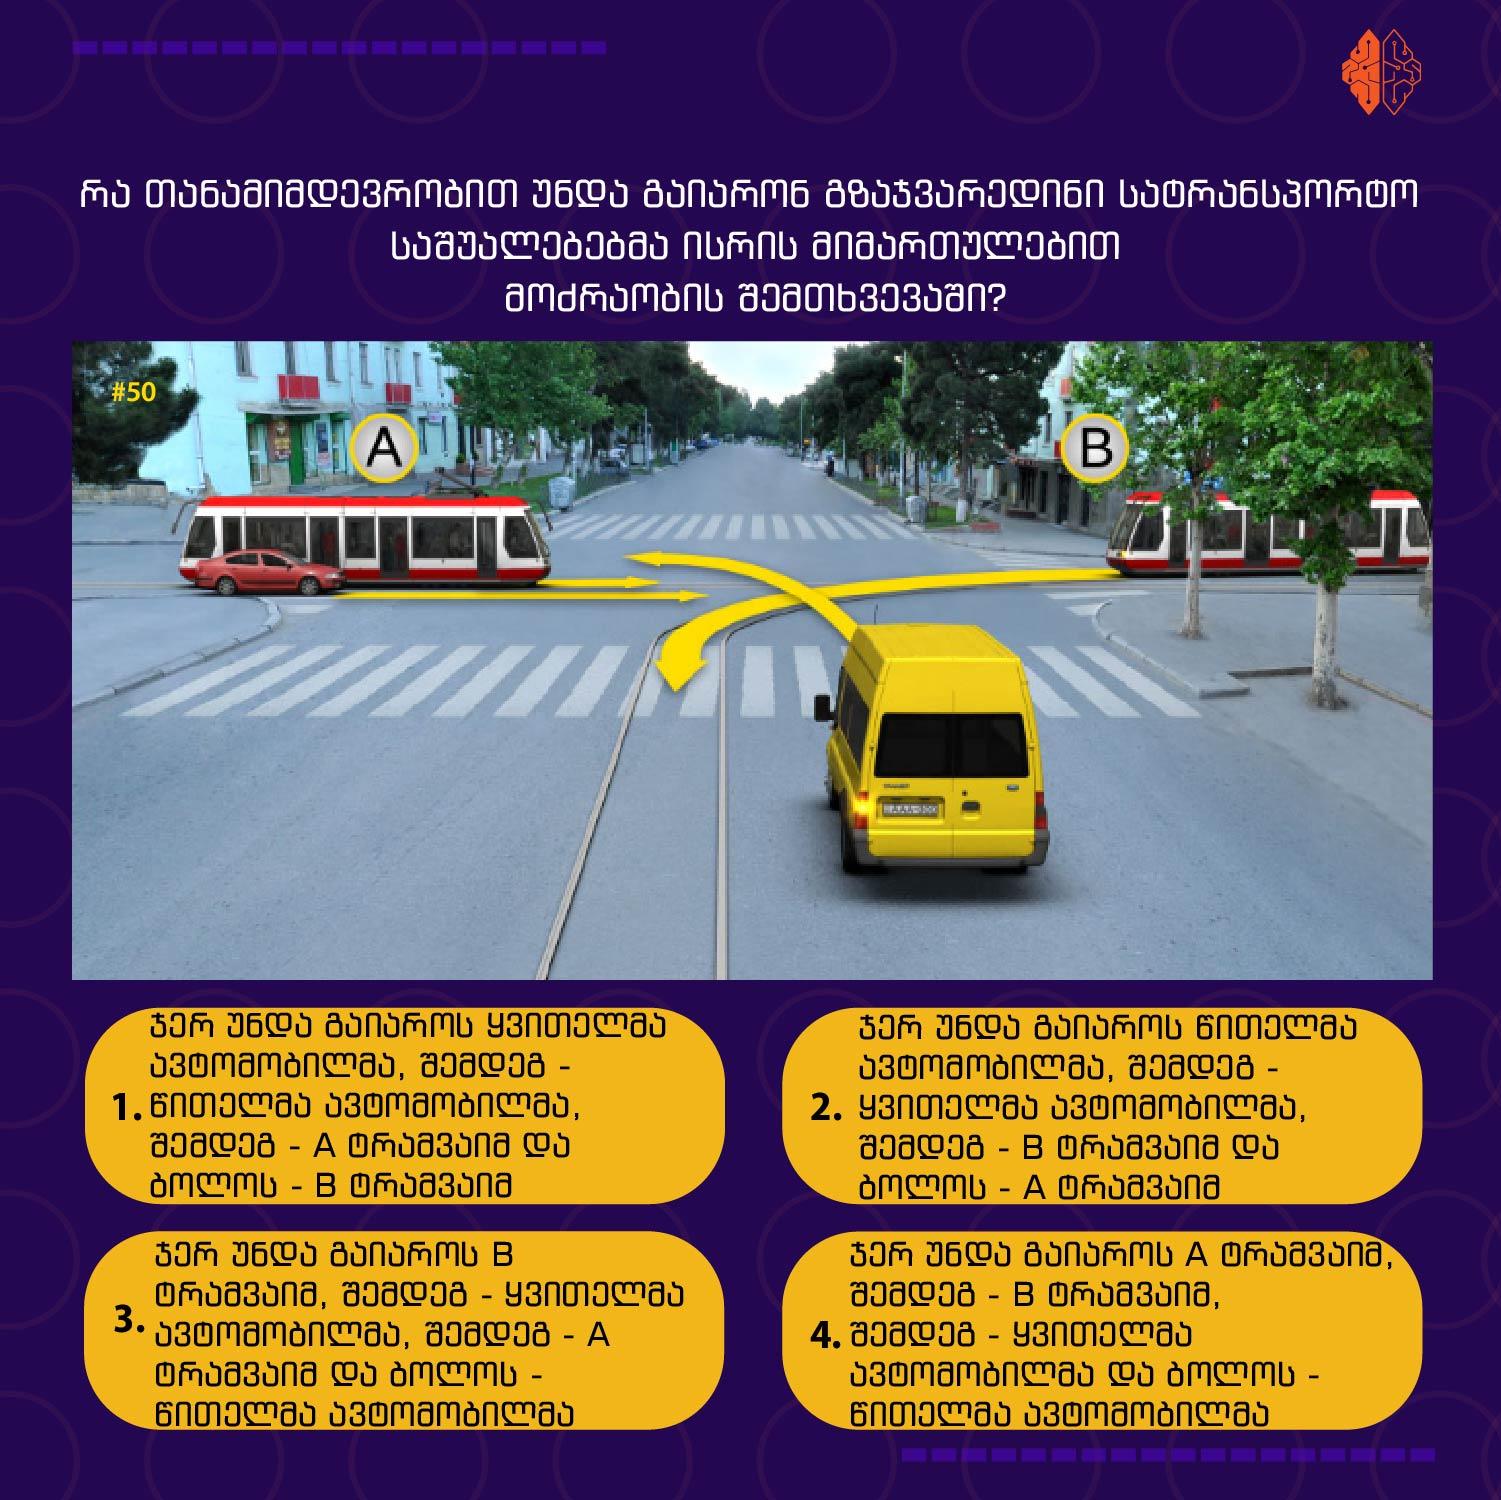 რა თანამიმდევრობით უნდა გაიარონ გზაჯვარედინი სატრანსპორტო
საშუალებებმა ისრის მიმართულებით
მოძრაობის შემთხვევაში?
#50
A
B
1. ჯერ უნდა გაიაროს ყვითელმა
ავტომობილმა, შემდეგ -
წითელმა ავტომობილმა,
შემდეგ - A ტრამვაიმ და
ბოლოს - B ტრამვაიმ
2. ჯერ უნდა გაიაროს წითელმა
ავტომობილმა, შემდეგ -
ყვითელმა ავტომობილმა,
შემდეგ - B ტრამვაიმ და
ბოლოს - A ტრამვაიმ
3. ჯერ უნდა გაიაროს B
ტრამვაიმ, შემდეგ - ყვითელმა
ავტომობილმა, შემდეგ - A
ტრამვაიმ და ბოლოს -
წითელმა ავტომობილმა
4. ჯერ უნდა გაიაროს A ტრამვაიმ,
შემდეგ - B ტრამვაიმ,
შემდეგ - ყვითელმა
ავტომობილმა და ბოლოს -
წითელმა ავტომობილმა